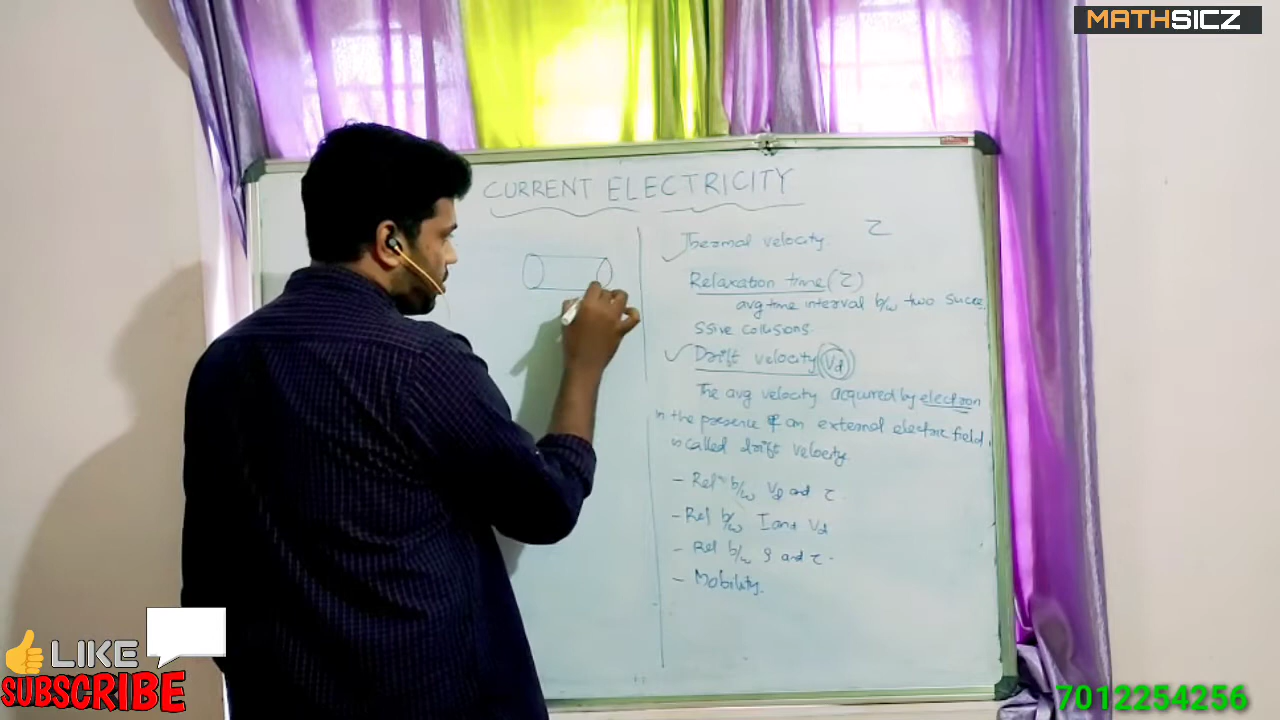 MATHSICZ
CURRENT ELECTRICITY
Thermal velocity. τ
Relaxation time (τ)
avg time interval b/w two succe
ssive collusions.
Drift velocity (Vd)
The avg velocity acquired by electron
in the presence of an external electric field,
is called drift velocity.
- Relⁿ b/w Vd and τ.
- Rel b/w I and Vd
- Rel b/w ρ and τ.
- Mobility.
LIKE
SUBSCRIBE
7012254256